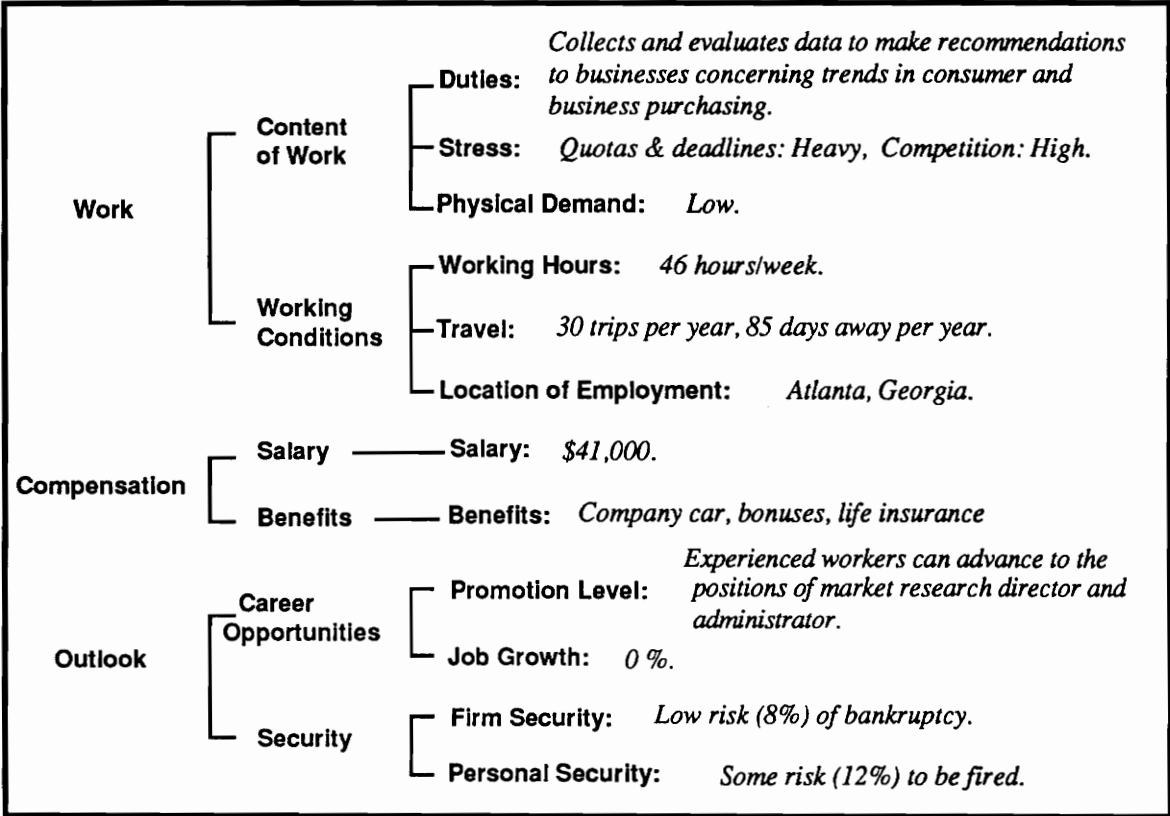 Collects and evaluates data to make recommendations
Duties: to businesses concerning trends in consumer and
business purchasing.
Content
of Work
Stress: Quotas & deadlines: Heavy, Competition: High.
Work
Physical Demand: Low.
Working Hours: 46 hours/week.
Working
Conditions
Travel: 30 trips per year, 85 days away per year.
Location of Employment: Atlanta, Georgia.
Salary Salary: $41,000.
Compensation
Benefits Benefits: Company car, bonuses, life insurance
Experienced workers can advance to the
Promotion Level: positions of market research director and
administrator.
Career
Opportunities
Outlook
Job Growth: 0 %.
Firm Security: Low risk (8%) of bankruptcy.
Security
Personal Security: Some risk (12%) to be fired.